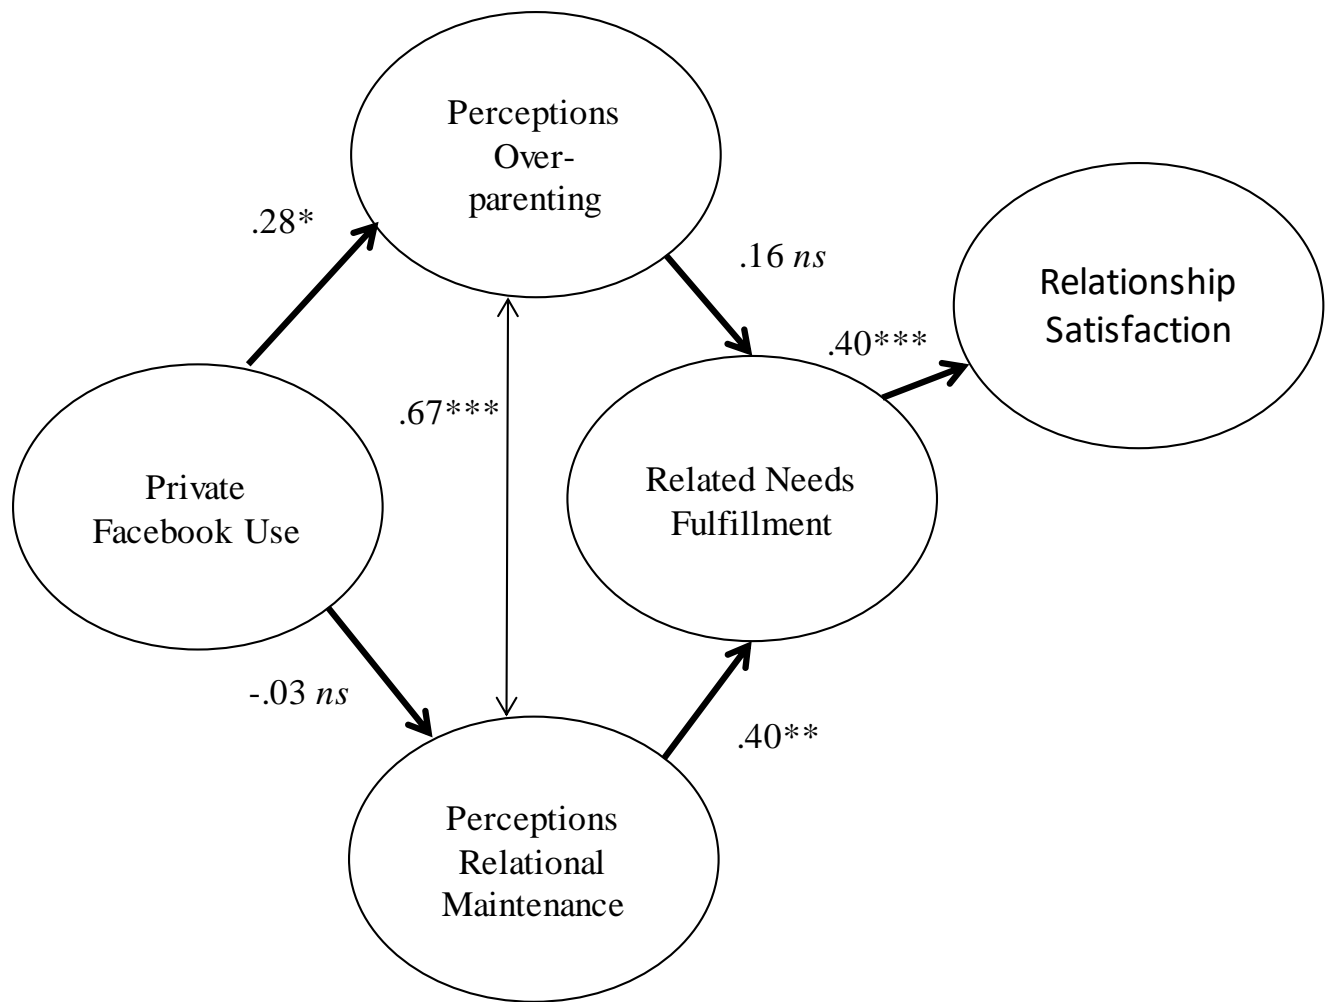 Perceptions
Over-
parenting
.28*
.16 ns
Relationship
Satisfaction
.40***
.67***
Private
Facebook Use
Related Needs
Fulfillment
-.03 ns
.40**
Perceptions
Relational
Maintenance